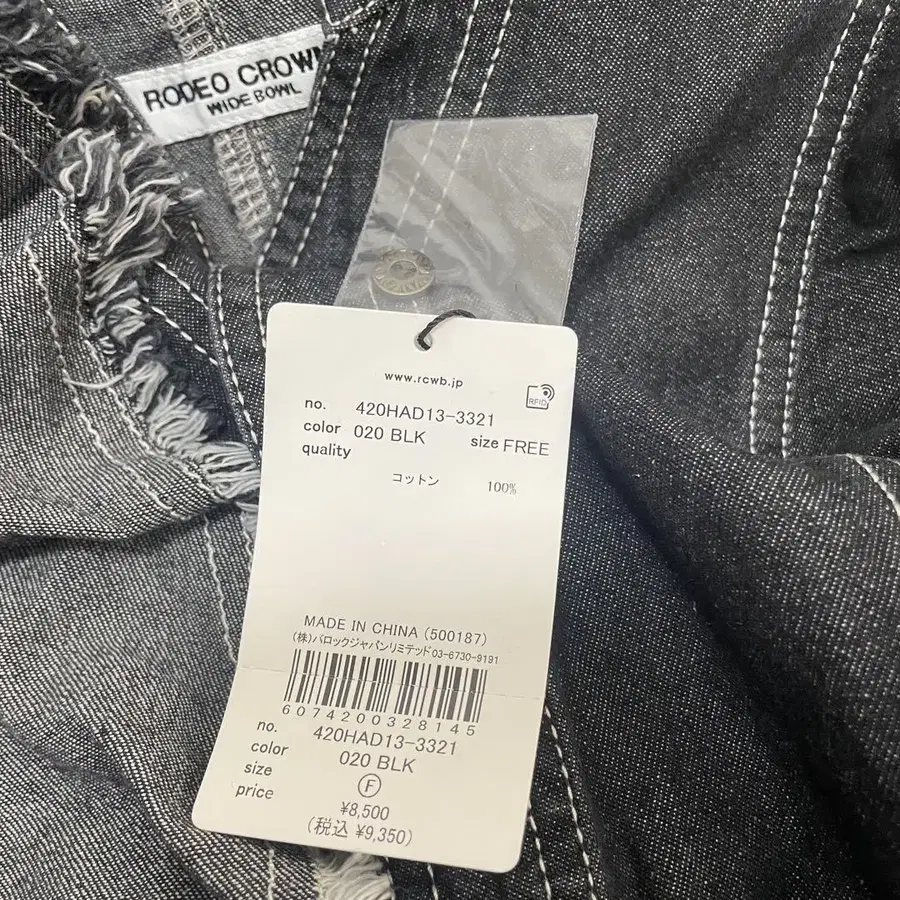 RODEO CROWN
WIDE BOWL
www.rcwb.jp
RFID
no. 420HAD13-3321
color 020 BLK size FREE
quality
コットン 100%
MADE IN CHINA (500187)
(株)バロックジャパンリミテッド03-6730-9191
6074200328145
no. 420HAD13-3321
color 020 BLK
size F
price ¥8,500
(税込 ¥9,350)